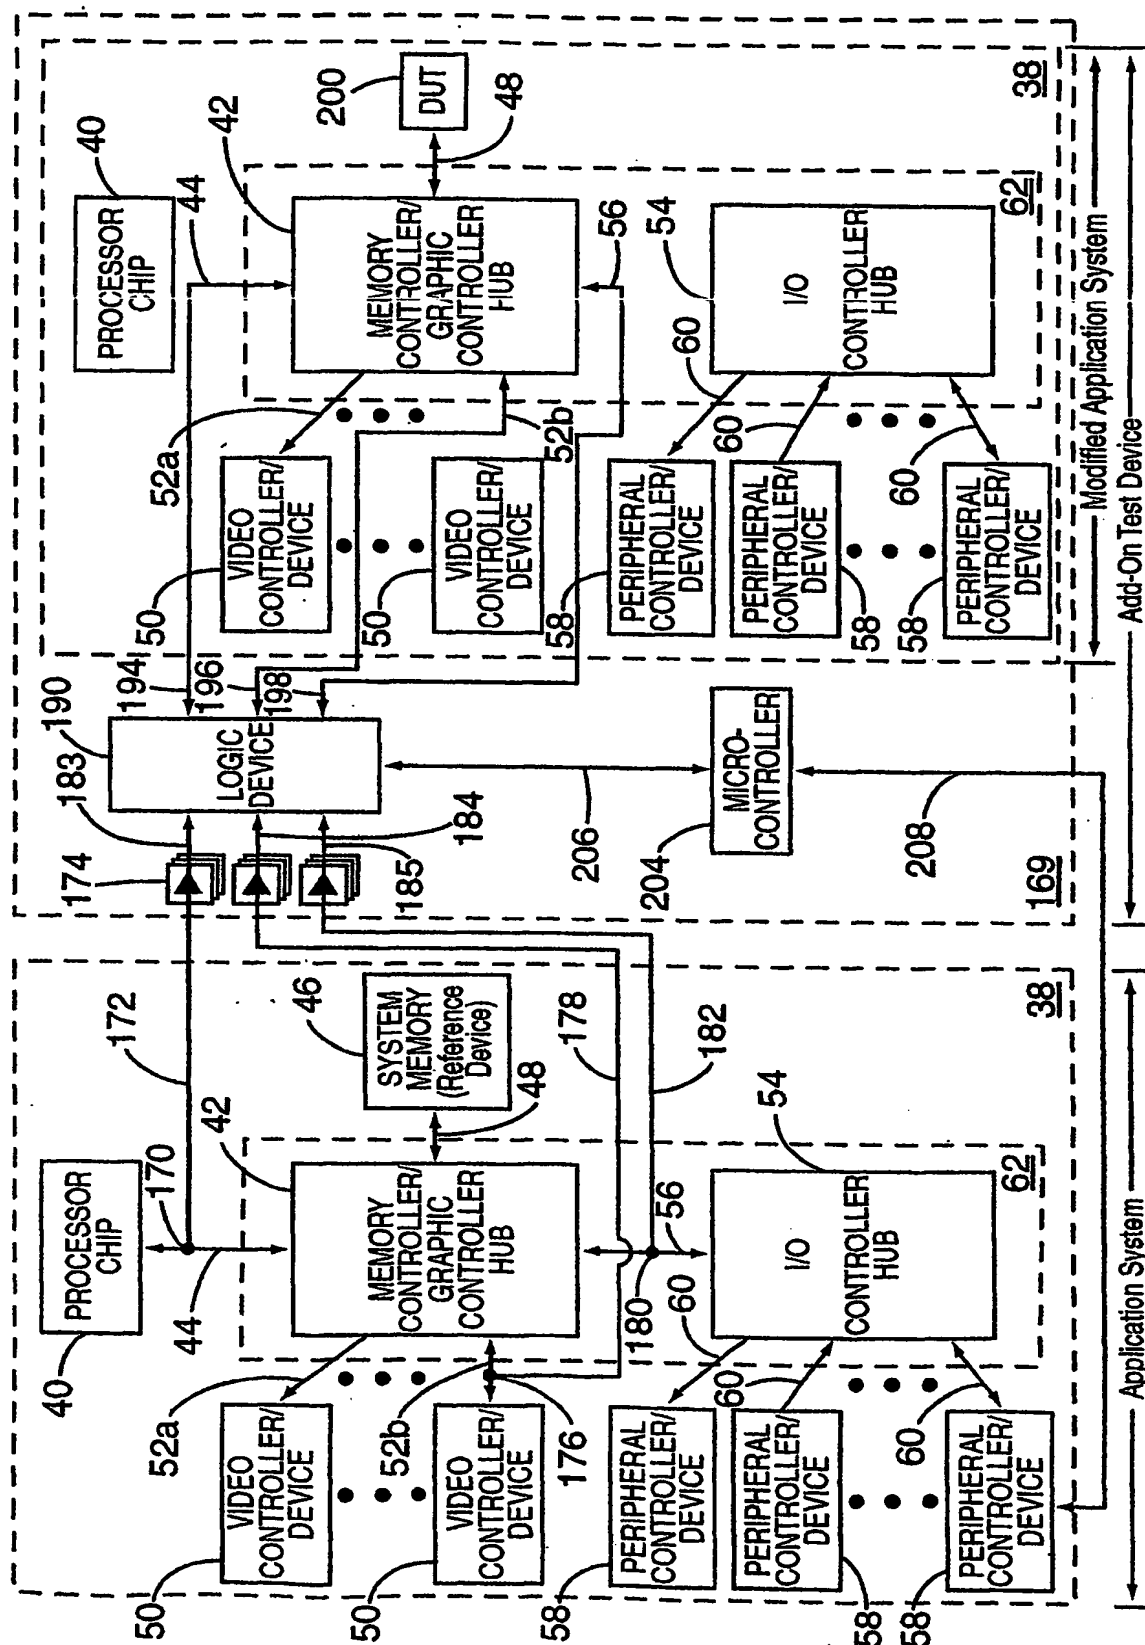 40
PROCESSOR
CHIP
170
172
44
42
MEMORY
CONTROLLER/
GRAPHIC
CONTROLLER
HUB
46
SYSTEM
MEMORY
(Reference
Device)
48
52a
50
VIDEO
CONTROLLER/
DEVICE
52b
50
VIDEO
CONTROLLER/
DEVICE
176
178
182
180
56
54
I/O
CONTROLLER
HUB
62
38
60
58
PERIPHERAL
CONTROLLER/
DEVICE
60
58
PERIPHERAL
CONTROLLER/
DEVICE
60
58
PERIPHERAL
CONTROLLER/
DEVICE
Application System
174
183
184
185
190
LOGIC
DEVICE
194
196
198
206
204
MICRO-
CONTROLLER
208
169
40
PROCESSOR
CHIP
44
42
MEMORY
CONTROLLER/
GRAPHIC
CONTROLLER
HUB
200
DUT
48
52a
50
VIDEO
CONTROLLER/
DEVICE
52b
50
VIDEO
CONTROLLER/
DEVICE
56
54
I/O
CONTROLLER
HUB
62
38
60
58
PERIPHERAL
CONTROLLER/
DEVICE
60
58
PERIPHERAL
CONTROLLER/
DEVICE
60
58
PERIPHERAL
CONTROLLER/
DEVICE
Modified Application System
Add-On Test Device